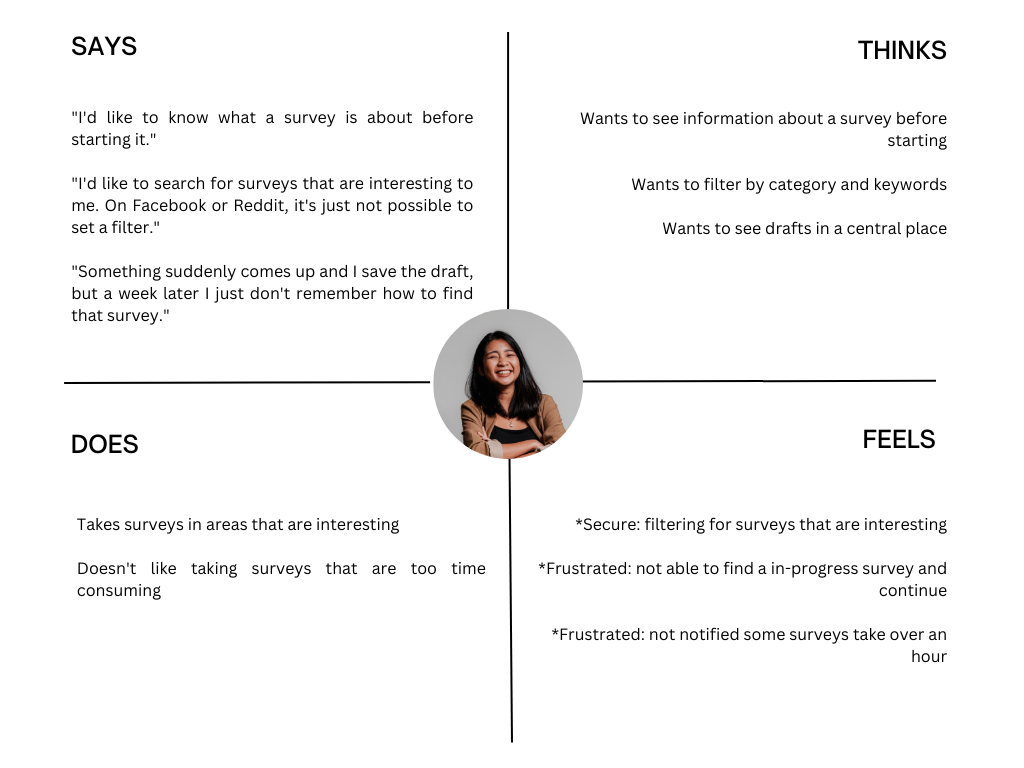 SAYS
"I'd like to know what a survey is about before
starting it."
"I'd like to search for surveys that are interesting to
me. On Facebook or Reddit, it's just not possible to
set a filter."
"Something suddenly comes up and I save the draft,
but a week later I just don't remember how to find
that survey."
THINKS
Wants to see information about a survey before
starting
Wants to filter by category and keywords
Wants to see drafts in a central place
DOES
Takes surveys in areas that are interesting
Doesn't like taking surveys that are too time
consuming
FEELS
*Secure: filtering for surveys that are interesting
*Frustrated: not able to find a in-progress survey and
continue
*Frustrated: not notified some surveys take over an
hour